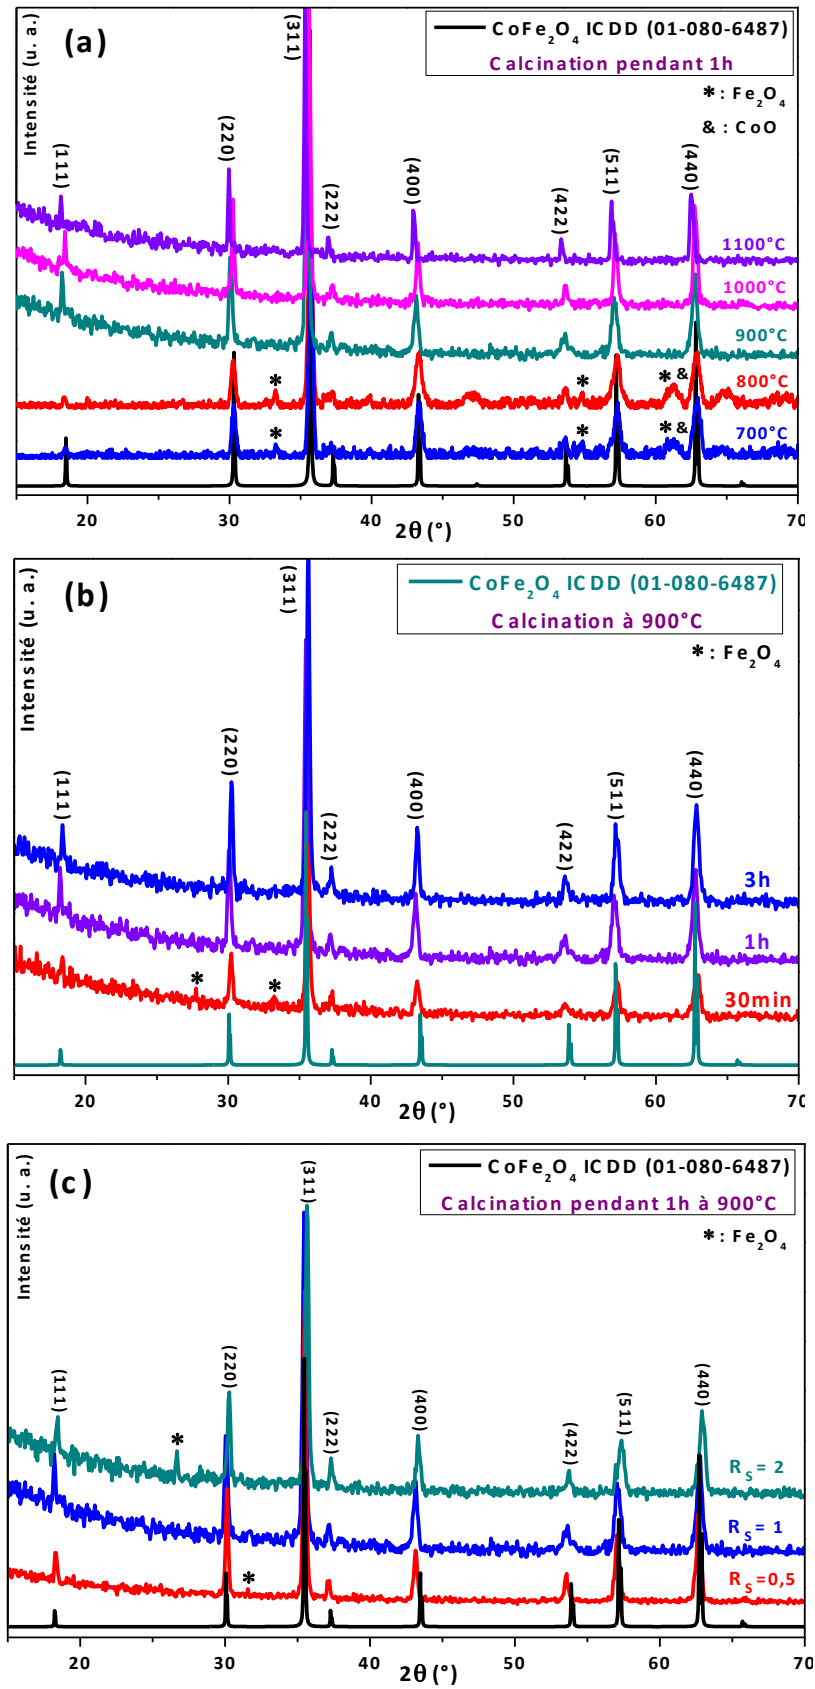 (a)
CoFe₂O₄ ICDD (01-080-6487)
Calcination pendant 1h
* : Fe₂O₄
& : CoO
Intensité (u. a.)
(111)
(220)
(311)
(222)
(400)
(422)
(511)
(440)
1100°C
1000°C
900°C
* * * & 800°C
* * * & 700°C
20 30 40 50 60 70
2θ (°)
(b)
CoFe₂O₄ ICDD (01-080-6487)
Calcination à 900°C
* : Fe₂O₄
Intensité (u. a.)
(111)
(220)
(311)
(222)
(400)
(422)
(511)
(440)
3h
1h
* * 30min
20 30 40 50 60 70
2θ (°)
(c)
CoFe₂O₄ ICDD (01-080-6487)
Calcination pendant 1h à 900°C
* : Fe₂O₄
Intensité (u. a.)
(111)
(220)
(311)
(222)
(400)
(422)
(511)
(440)
* R_S = 2
R_S = 1
* R_S = 0,5
20 30 40 50 60 70
2θ (°)